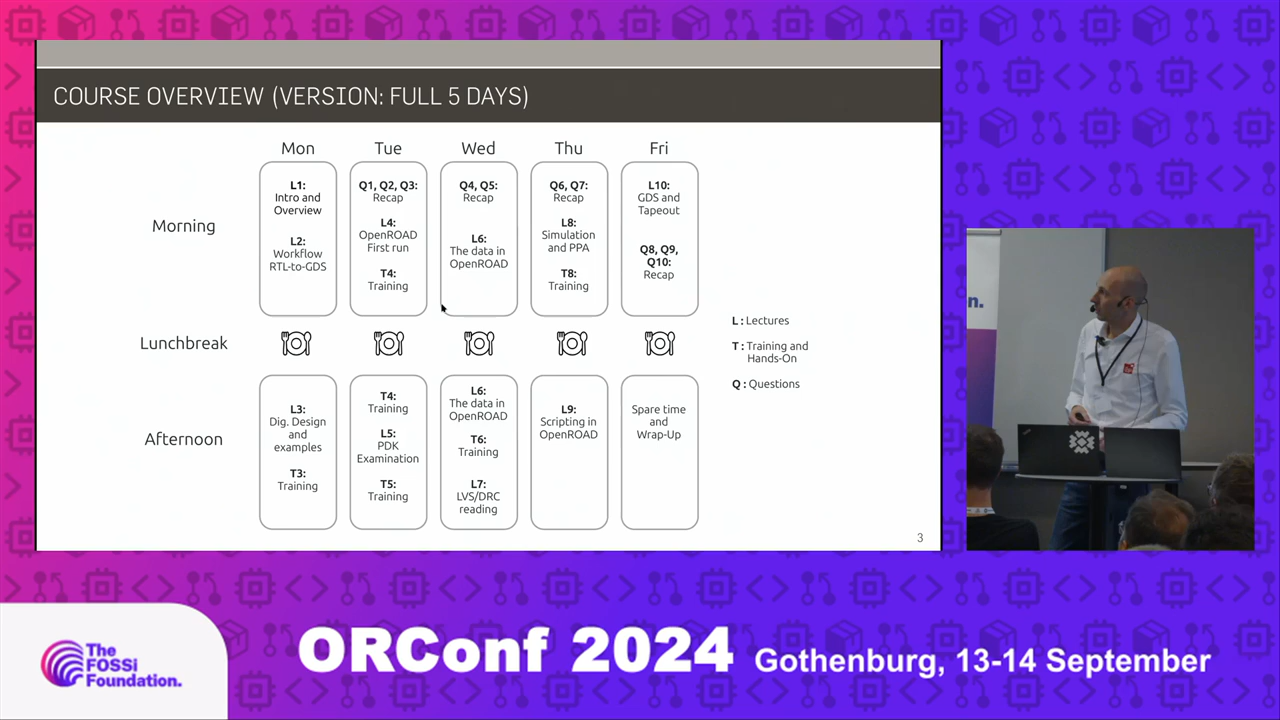 COURSE OVERVIEW (VERSION: FULL 5 DAYS)
Mon
Tue
Wed
Thu
Fri
Morning
L1:
Intro and
Overview
L2:
Workflow
RTL-to-GDS
Q1, Q2, Q3:
Recap
L4:
OpenROAD
First run
T4:
Training
Q4, Q5:
Recap
L6:
The data in
OpenROAD
Q6, Q7:
Recap
L8:
Simulation
and PPA
T8:
Training
L10:
GDS and
Tapeout
Q8, Q9,
Q10:
Recap
Lunchbreak
Afternoon
L3:
Dig. Design
and
examples
T3:
Training
T4:
Training
L5:
PDK
Examination
T5:
Training
L6:
The data in
OpenROAD
T6:
Training
L7:
LVS/DRC
reading
L9:
Scripting in
OpenROAD
Spare time
and
Wrap-Up
L : Lectures
T : Training and
Hands-On
Q : Questions
3
n.
The
FOSSi
Foundation.
ORConf 2024 Gothenburg, 13-14 September